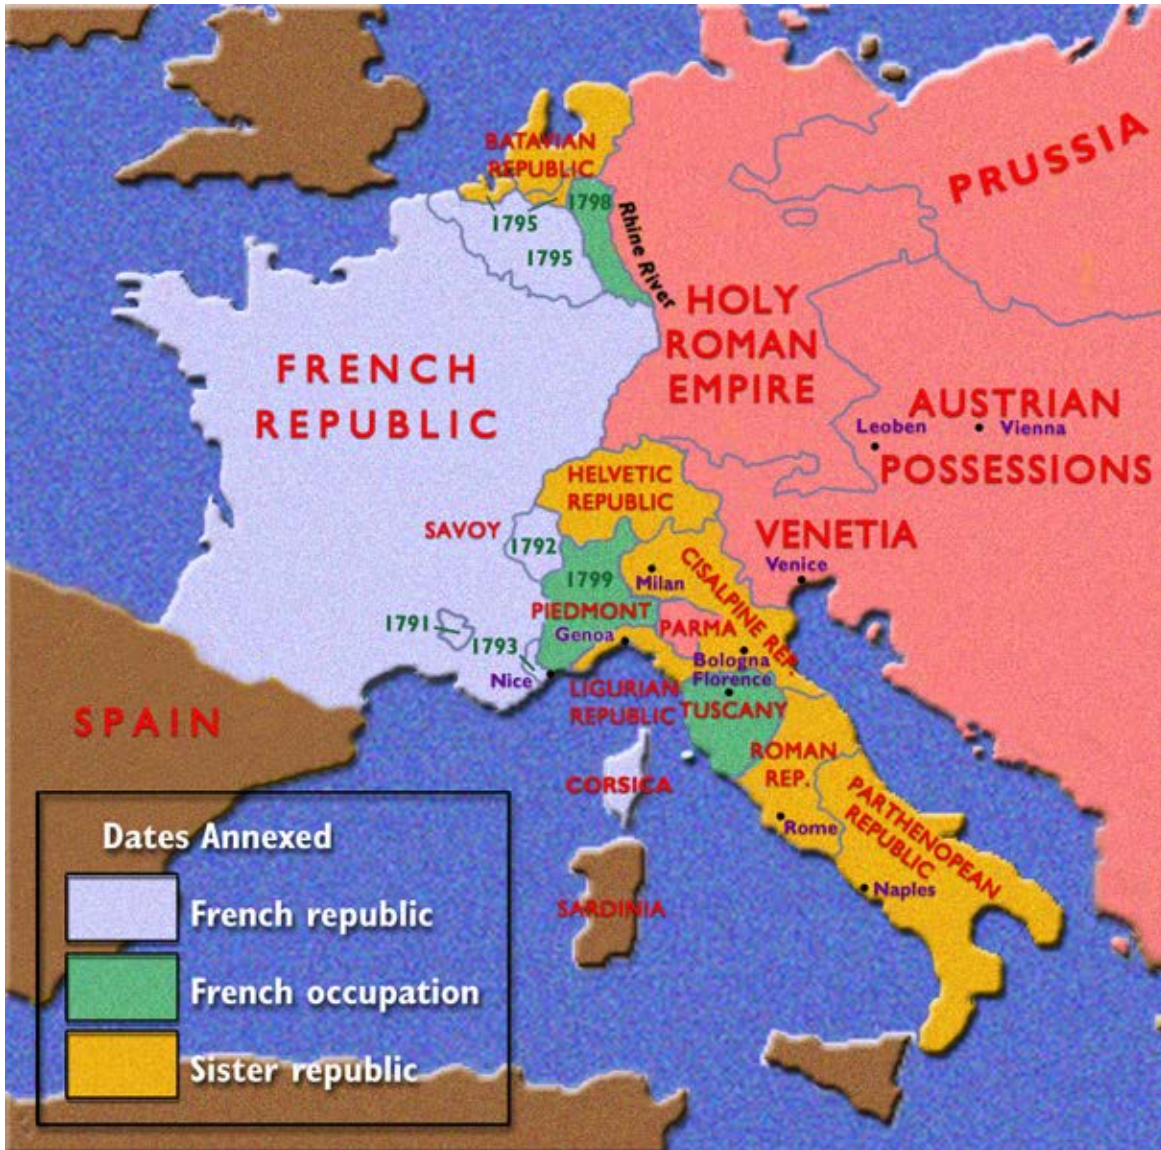 BATAVIAN
REPUBLIC
PRUSSIA
1798
1795
1795
Rhine River
HOLY
ROMAN
EMPIRE
FRENCH
REPUBLIC
AUSTRIAN
Leoben
Vienna
POSSESSIONS
HELVETIC
REPUBLIC
SAVOY
1792
VENETIA
Venice
CISALPINE REP.
Milan
1799
PIEDMONT
Genoa
PARMA
1791
1793
Nice
Bologna
Florence
LIGURIAN
REPUBLIC
TUSCANY
SPAIN
ROMAN
REP.
CORSICA
PARTHENOPEAN
REPUBLIC
Rome
Naples
SARDINIA
Dates Annexed
French republic
French occupation
Sister republic